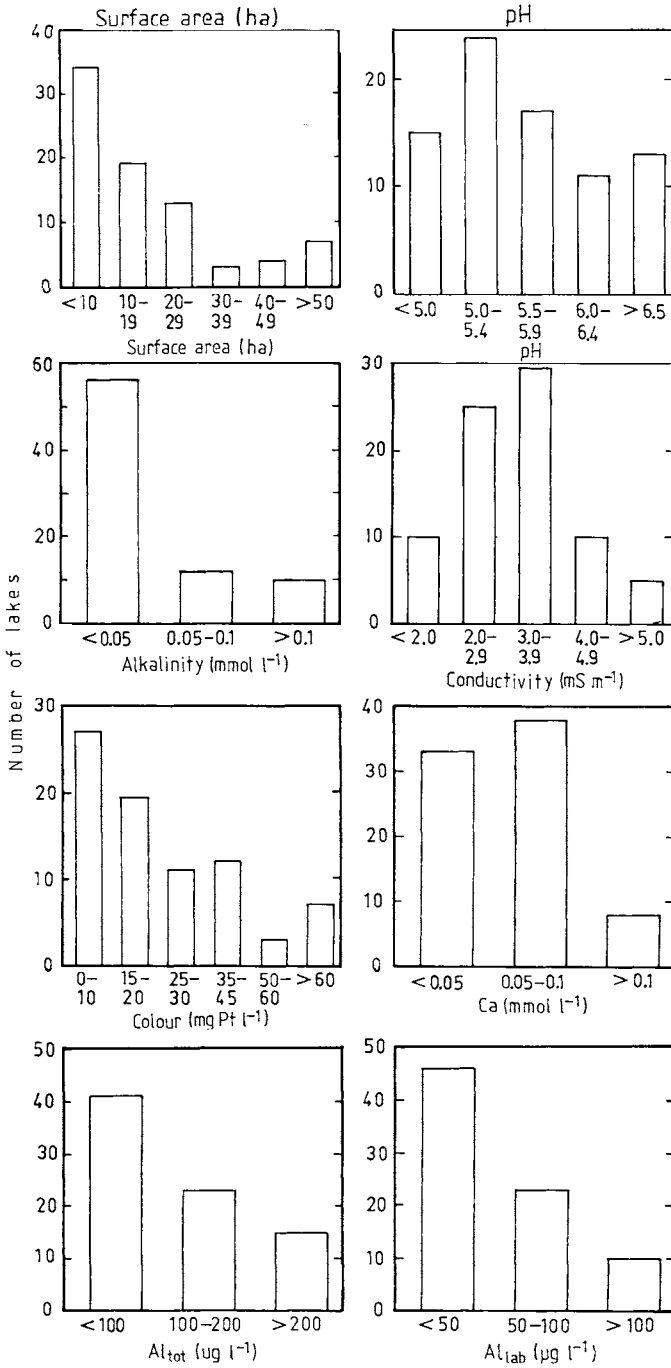 Surface area (ha)
40
30
20
10
0
<10 10– 20– 30– 40– >50
19 29 39 49
Surface area (ha)
pH
20
10
0
<5.0 5.0– 5.5– 6.0– >6.5
5.4 5.9 6.4
pH
Number of lakes
60
40
20
10
0
<0.05 0.05–0.1 >0.1
Alkalinity (mmol l⁻¹)
30
20
10
0
<2.0 2.0– 3.0– 4.0– >5.0
2.9 3.9 4.9
Conductivity (mS m⁻¹)
30
20
10
0
0– 15– 25– 35– 50– >60
10 20 30 45 60
Colour (mg Pt l⁻¹)
40
30
20
10
0
<0.05 0.05–0.1 >0.1
Ca (mmol l⁻¹)
50
40
30
20
10
0
<100 100–200 >200
Al tot (ug l⁻¹)
50
40
30
20
10
0
<50 50–100 >100
Al lab (µg l⁻¹)